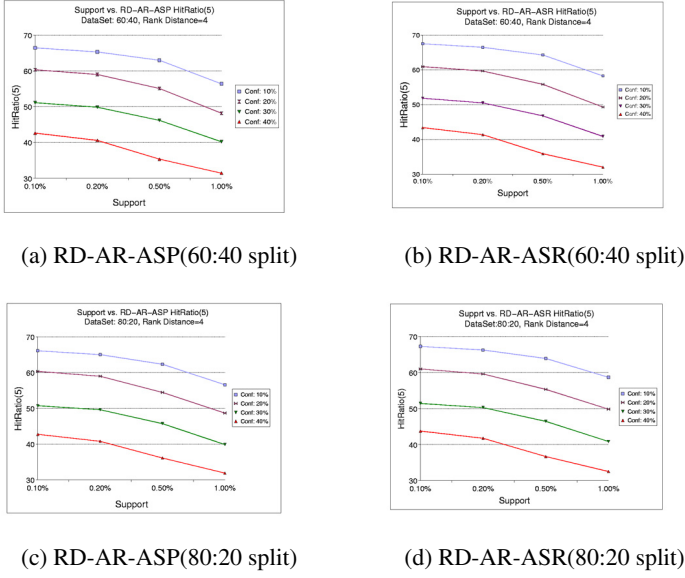 Support vs. RD-AR-ASP HitRatio(5)
DataSet: 60:40, Rank Distance=4
70
60
50
40
30
HitRatio(5)
0.10%
0.20%
0.50%
1.00%
Support
Conf: 10%
Conf: 20%
Conf: 30%
Conf: 40%
(a) RD-AR-ASP(60:40 split)
Support vs. RD-AR-ASR HitRatio(5)
DataSet: 60:40, Rank Distance=4
70
60
50
40
30
HitRatio(5)
0.10%
0.20%
0.50%
1.00%
Support
Conf: 10%
Conf: 20%
Conf: 30%
Conf: 40%
(b) RD-AR-ASR(60:40 split)
Support vs. RD-AR-ASP HitRatio(5)
DataSet: 80:20, Rank Distance=4
70
60
50
40
30
HitRatio(5)
0.10%
0.20%
0.50%
1.00%
Support
Conf: 10%
Conf: 20%
Conf: 30%
Conf: 40%
(c) RD-AR-ASP(80:20 split)
Supprt vs. RD-AR-ASR HitRatio(5)
DataSet:80:20, Rank Distance=4
70
60
50
40
30
HitRatio(5)
0.10%
0.20%
0.50%
1.00%
Support
Conf: 10%
Conf: 20%
Conf: 30%
Conf: 40%
(d) RD-AR-ASR(80:20 split)